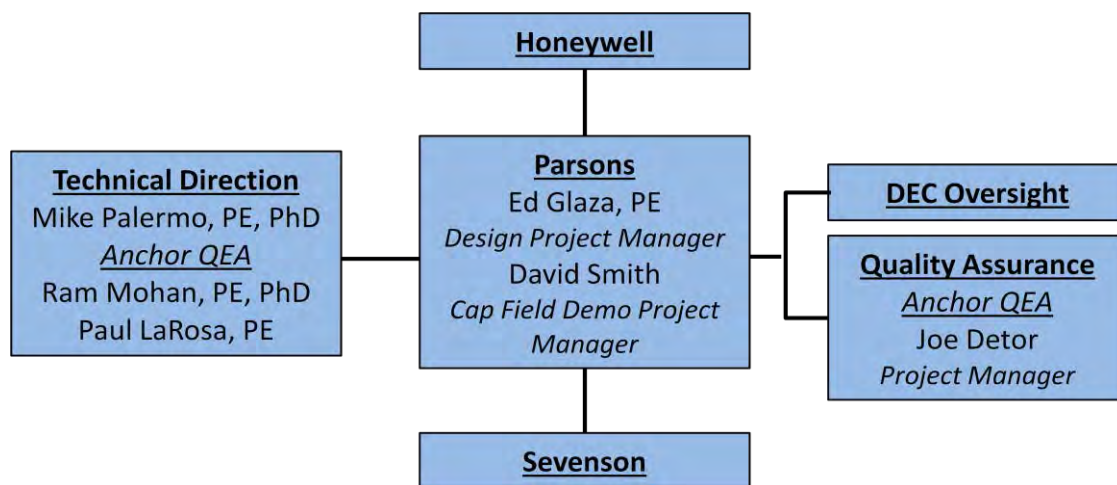 Honeywell
Technical Direction
Mike Palermo, PE, PhD
Anchor QEA
Ram Mohan, PE, PhD
Paul LaRosa, PE
Parsons
Ed Glaza, PE
Design Project Manager
David Smith
Cap Field Demo Project
Manager
DEC Oversight
Quality Assurance
Anchor QEA
Joe Detor
Project Manager
Sevenson